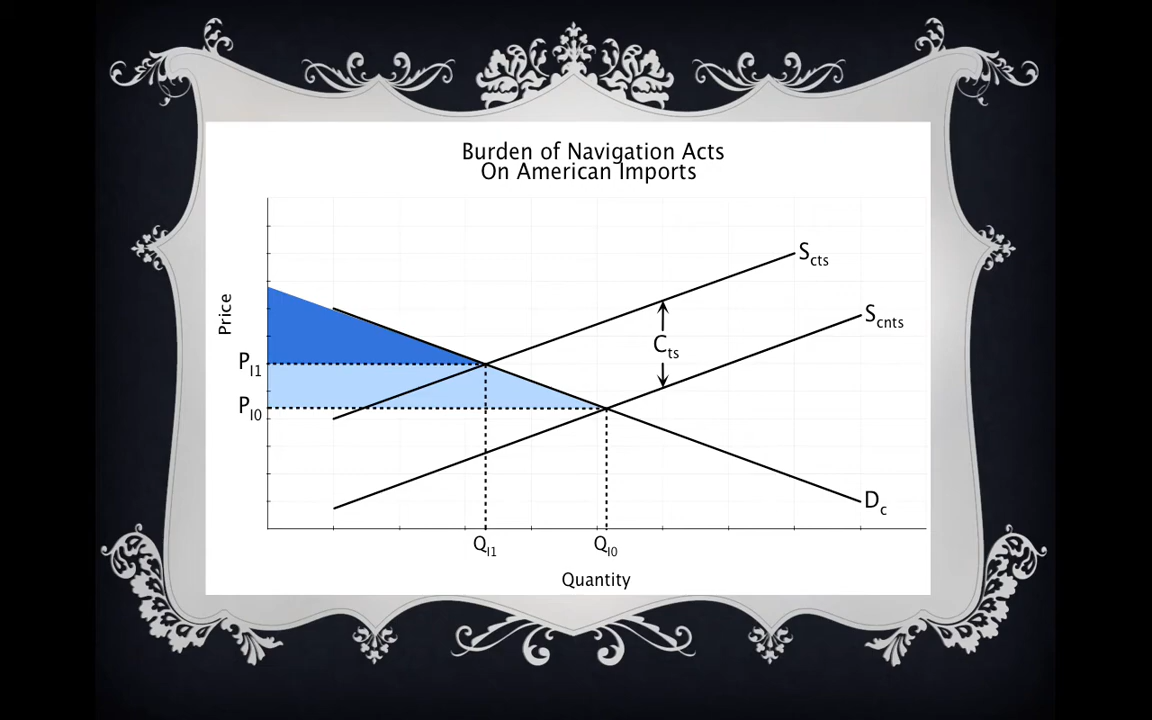 Burden of Navigation Acts
On American Imports
Price
S_cts
S_cnts
C_ts
P_I1
P_I0
D_c
Q_I1
Q_I0
Quantity